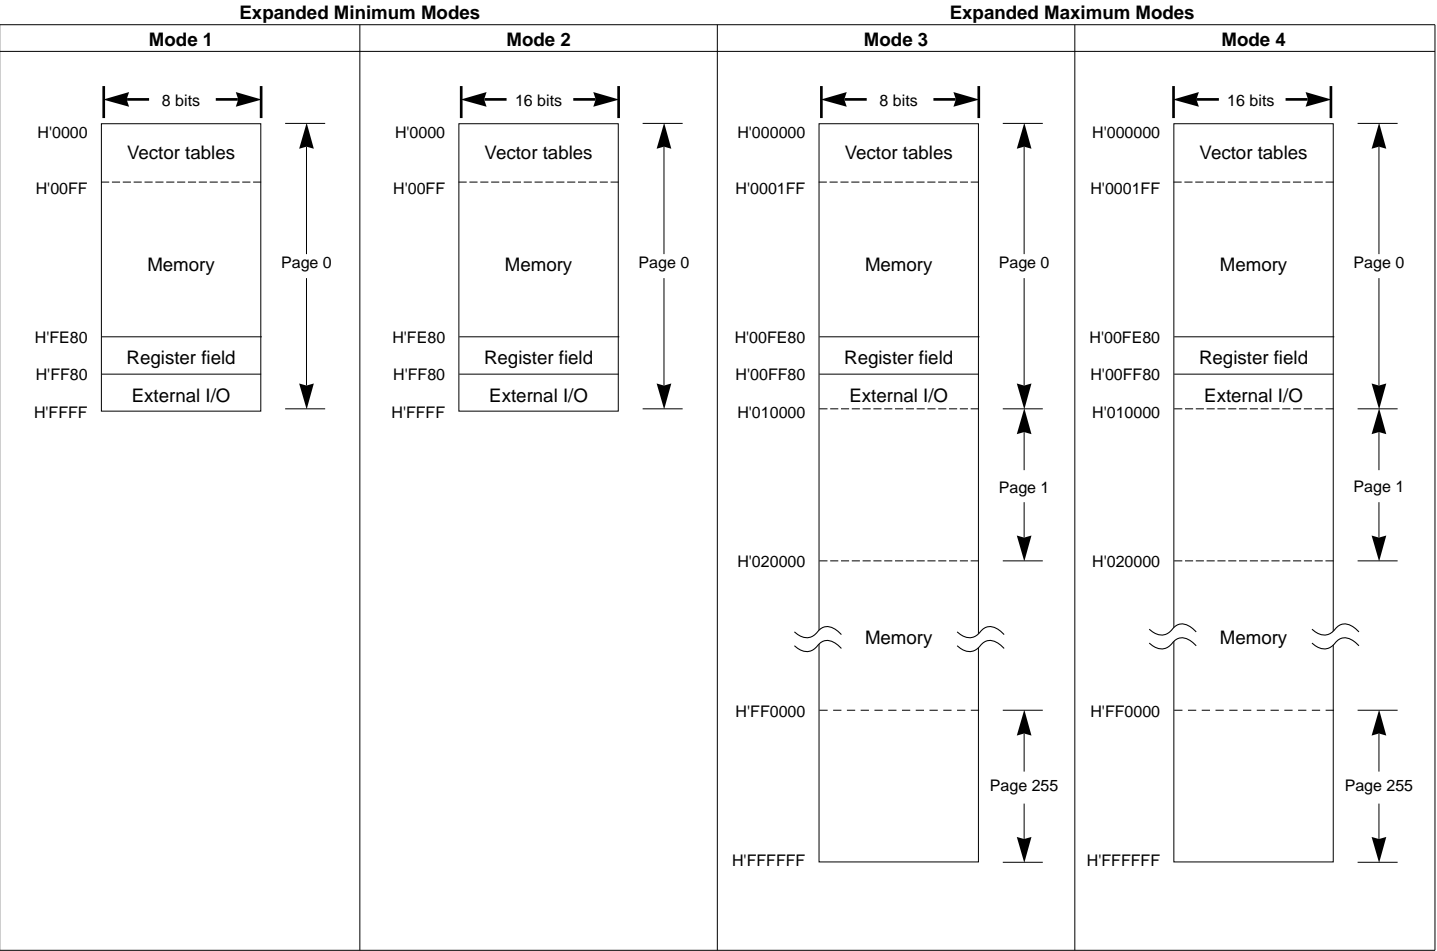 Expanded Minimum Modes
Expanded Maximum Modes
Mode 1
Mode 2
Mode 3
Mode 4
8 bits
H'0000
Vector tables
H'00FF
Memory
Page 0
H'FE80
Register field
H'FF80
External I/O
H'FFFF
16 bits
H'0000
Vector tables
H'00FF
Memory
Page 0
H'FE80
Register field
H'FF80
External I/O
H'FFFF
8 bits
H'000000
Vector tables
H'0001FF
Memory
Page 0
H'00FE80
Register field
H'00FF80
External I/O
H'010000
Page 1
H'020000
Memory
H'FF0000
Page 255
H'FFFFFF
16 bits
H'000000
Vector tables
H'0001FF
Memory
Page 0
H'00FE80
Register field
H'00FF80
External I/O
H'010000
Page 1
H'020000
Memory
H'FF0000
Page 255
H'FFFFFF